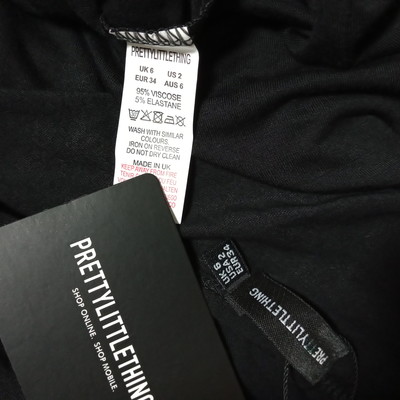 PRETTYLITTLETHING
UK 6 US 2
EUR 34 AUS 6
95% VISCOSE
5% ELASTANE
WASH WITH SIMILAR
COLOURS
IRON ON REVERSE
DO NOT DRY CLEAN
MADE IN UK
KEEP AWAY FROM FIRE
PRETTYLITTLETHING
SHOP ONLINE. SHOP MOBILE.
UK 6
USA 2
EUR 34
PRETTYLITTLETHING